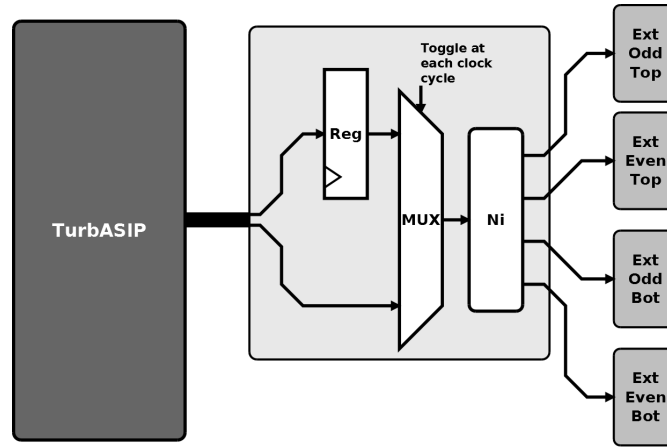 TurbASIP
Toggle at
each clock
cycle
Reg
MUX
Ni
Ext
Odd
Top
Ext
Even
Top
Ext
Odd
Bot
Ext
Even
Bot